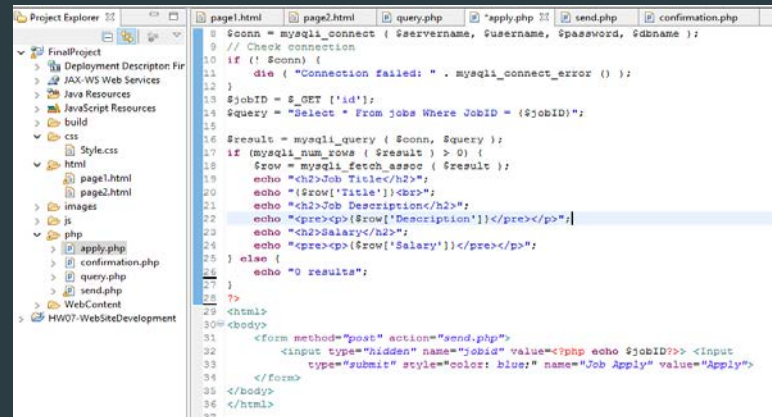 Project Explorer
page1.html page2.html query.php *apply.php send.php confirmation.php
FinalProject
Deployment Descriptor: Fir
JAX-WS Web Services
Java Resources
JavaScript Resources
build
css
Style.css
html
page1.html
page2.html
images
js
php
apply.php
confirmation.php
query.php
send.php
WebContent
HW07-WebSiteDevelopment
8 $conn = mysqli_connect ( $servername, $username, $password, $dbname );
9 // Check connection
10 if (! $conn) {
11 die ( "Connection failed: " . mysqli_connect_error () );
12 }
13 $jobID = $_GET ['id'];
14 $query = "Select * From jobs Where JobID = {$jobID}";
15
16 $result = mysqli_query ( $conn, $query );
17 if (mysqli_num_rows ( $result ) > 0) {
18 $row = mysqli_fetch_assoc ( $result );
19 echo "<h2>Job Title</h2>";
20 echo "{$row['Title']}<br>";
21 echo "<h2>Job Description</h2>";
22 echo "<pre><p>{$row['Description']}</pre></p>";
23 echo "<h2>Salary</h2>";
24 echo "<pre><p>{$row['Salary']}</pre></p>";
25 } else {
26 echo "0 results";
27 }
28 ?>
29 <html>
30 <body>
31 <form method="post" action="send.php">
32 <input type="hidden" name="jobid" value=<?php echo $jobID?>> <Input
33 type="submit" style="color: blue;" name="Job Apply" value="Apply">
34 </form>
35 </body>
36 </html>
37